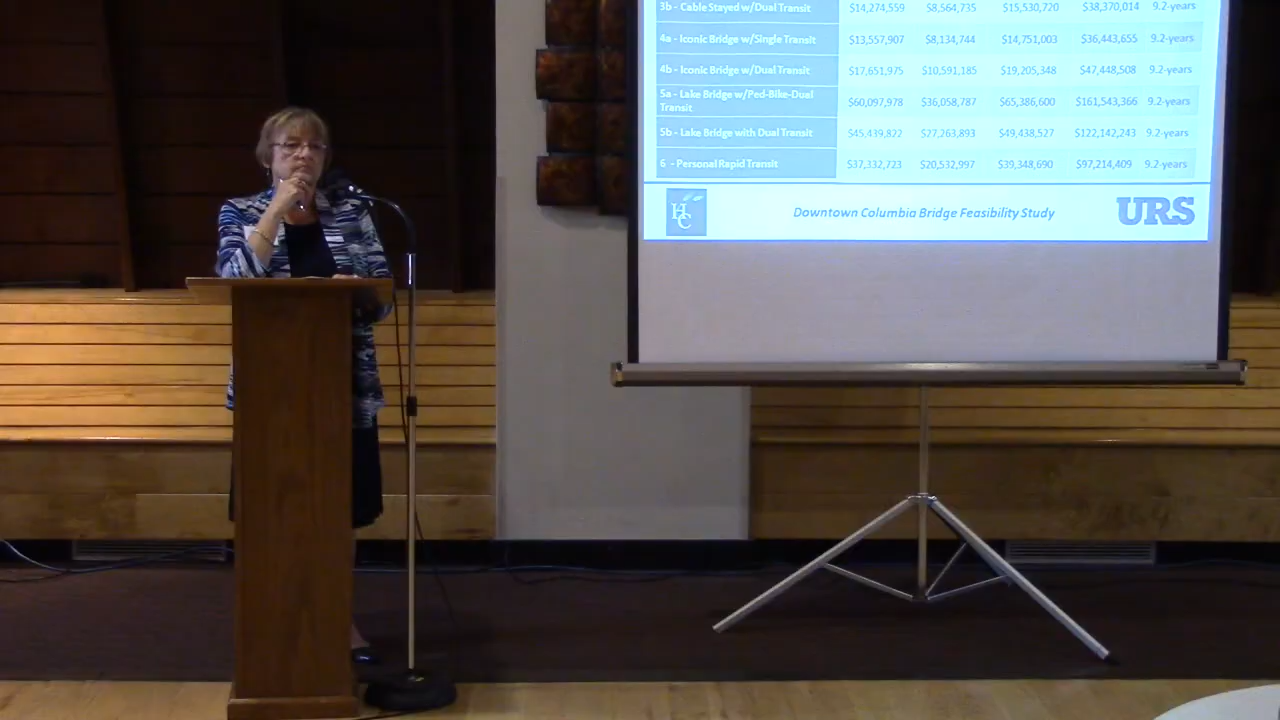 3b - Cable Stayed w/Dual Transit $14,274,559 $8,564,735 $15,530,720 $38,370,014 9.2-years
4a - Iconic Bridge w/Single Transit $13,557,907 $8,134,744 $14,751,003 $36,443,655 9.2-years
4b - Iconic Bridge w/Dual Transit $17,651,975 $10,591,185 $19,205,348 $47,448,508 9.2-years
5a - Lake Bridge w/Ped-Bike-Dual
Transit $60,097,978 $36,058,787 $65,386,600 $161,543,366 9.2-years
5b - Lake Bridge with Dual Transit $45,439,822 $27,263,893 $49,438,527 $122,142,243 9.2-years
6 - Personal Rapid Transit $37,332,723 $20,532,997 $39,348,690 $97,214,409 9.2-years
HC Downtown Columbia Bridge Feasibility Study URS